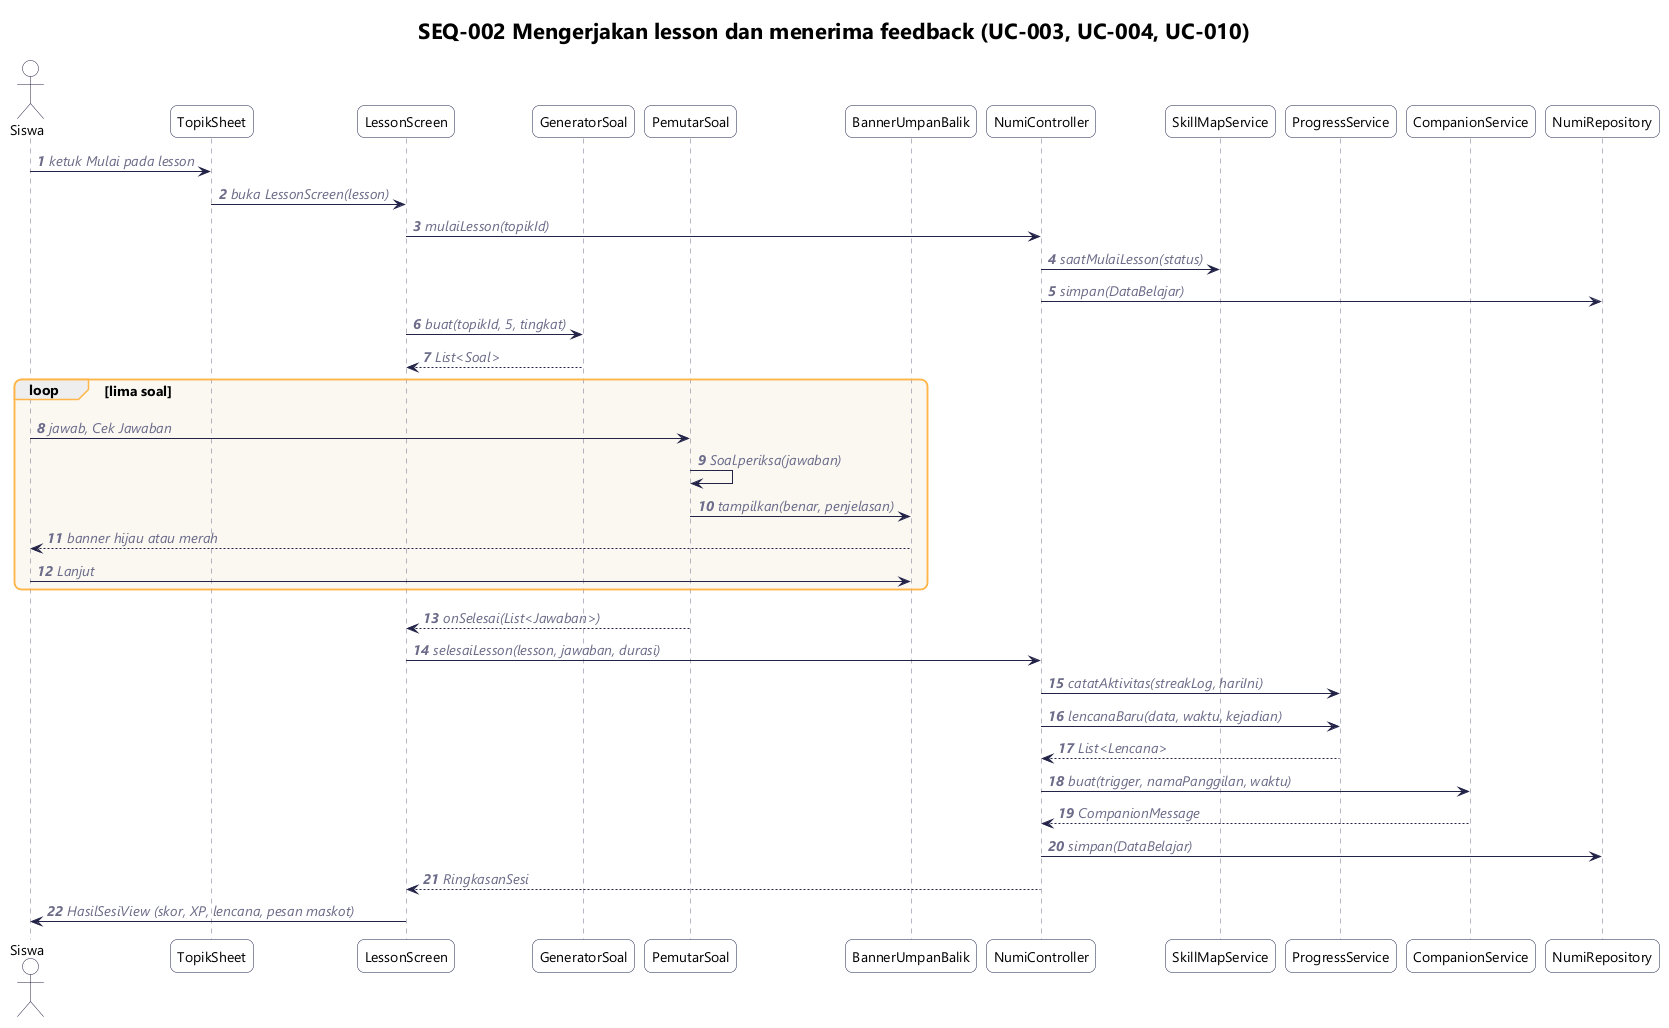 SEQ-002 Mengerjakan lesson dan menerima feedback (UC-003, UC-004, UC-010)
Siswa
TopikSheet
LessonScreen
GeneratorSoal
PemutarSoal
BannerUmpanBalik
NumiController
SkillMapService
ProgressService
CompanionService
NumiRepository
1 ketuk Mulai pada lesson
2 buka LessonScreen(lesson)
3 mulaiLesson(topikId)
4 saatMulaiLesson(status)
5 simpan(DataBelajar)
6 buat(topikId, 5, tingkat)
7 List<Soal>
loop [lima soal]
8 jawab, Cek Jawaban
9 Soal.periksa(jawaban)
10 tampilkan(benar, penjelasan)
11 banner hijau atau merah
12 Lanjut
13 onSelesai(List<Jawaban>)
14 selesaiLesson(lesson, jawaban, durasi)
15 catatAktivitas(streakLog, hariIni)
16 lencanaBaru(data, waktu, kejadian)
17 List<Lencana>
18 buat(trigger, namaPanggilan, waktu)
19 CompanionMessage
20 simpan(DataBelajar)
21 RingkasanSesi
22 HasilSesiView (skor, XP, lencana, pesan maskot)
Siswa
TopikSheet
LessonScreen
GeneratorSoal
PemutarSoal
BannerUmpanBalik
NumiController
SkillMapService
ProgressService
CompanionService
NumiRepository